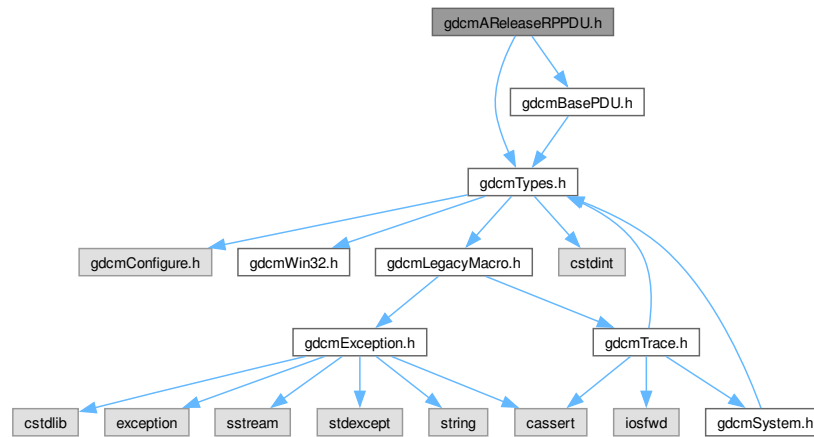 gdcmAReleaseRPPDU.h
gdcmBasePDU.h
gdcmTypes.h
gdcmConfigure.h
gdcmWin32.h
gdcmLegacyMacro.h
cstdint
gdcmException.h
gdcmTrace.h
cstdlib
exception
sstream
stdexcept
string
cassert
iosfwd
gdcmSystem.h